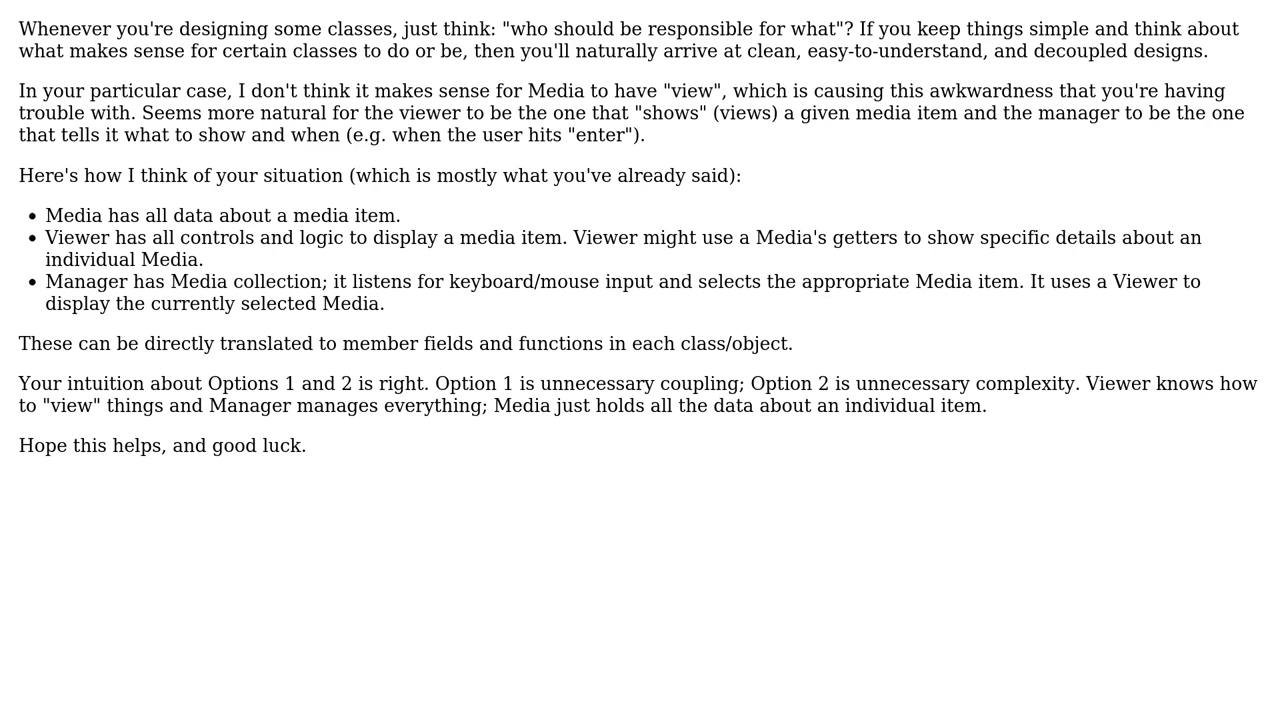 Whenever you're designing some classes, just think: "who should be responsible for what"? If you keep things simple and think about
what makes sense for certain classes to do or be, then you'll naturally arrive at clean, easy-to-understand, and decoupled designs.
In your particular case, I don't think it makes sense for Media to have "view", which is causing this awkwardness that you're having
trouble with. Seems more natural for the viewer to be the one that "shows" (views) a given media item and the manager to be the one
that tells it what to show and when (e.g. when the user hits "enter").
Here's how I think of your situation (which is mostly what you've already said):
• Media has all data about a media item.
• Viewer has all controls and logic to display a media item. Viewer might use a Media's getters to show specific details about an
individual Media.
• Manager has Media collection; it listens for keyboard/mouse input and selects the appropriate Media item. It uses a Viewer to
display the currently selected Media.
These can be directly translated to member fields and functions in each class/object.
Your intuition about Options 1 and 2 is right. Option 1 is unnecessary coupling; Option 2 is unnecessary complexity. Viewer knows how
to "view" things and Manager manages everything; Media just holds all the data about an individual item.
Hope this helps, and good luck.